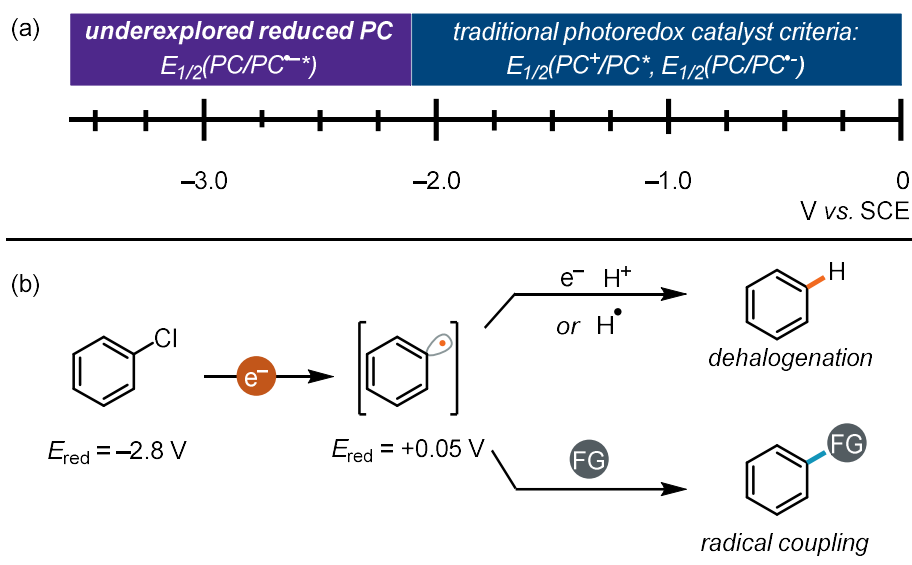 (a)
underexplored reduced PC
E1/2(PC/PC•–*)
traditional photoredox catalyst criteria:
E1/2(PC+/PC*, E1/2(PC/PC•-)
–3.0
–2.0
–1.0
0
V vs. SCE
(b)
Cl
e–
Ered = –2.8 V
Ered = +0.05 V
e– H+
or H•
H
dehalogenation
FG
FG
radical coupling